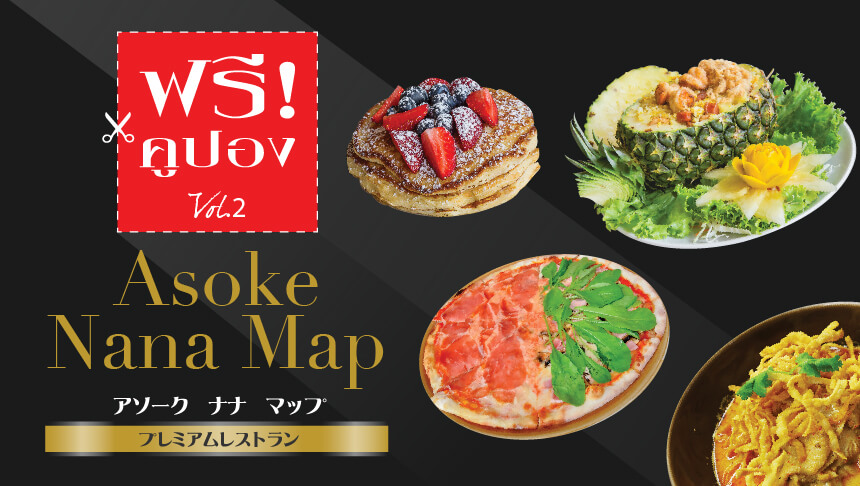 ฟรี!
คูปอง
Vol.2
Asoke
Nana Map
アソーク ナナ マップ
プレミアムレストラン